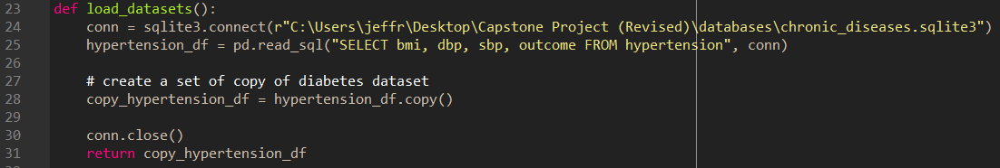 23 def load_datasets():
24     conn = sqlite3.connect(r"C:\Users\jeffr\Desktop\Capstone Project (Revised)\databases\chronic_diseases.sqlite3")
25     hypertension_df = pd.read_sql("SELECT bmi, dbp, sbp, outcome FROM hypertension", conn)
26
27     # create a set of copy of diabetes dataset
28     copy_hypertension_df = hypertension_df.copy()
29
30     conn.close()
31     return copy_hypertension_df